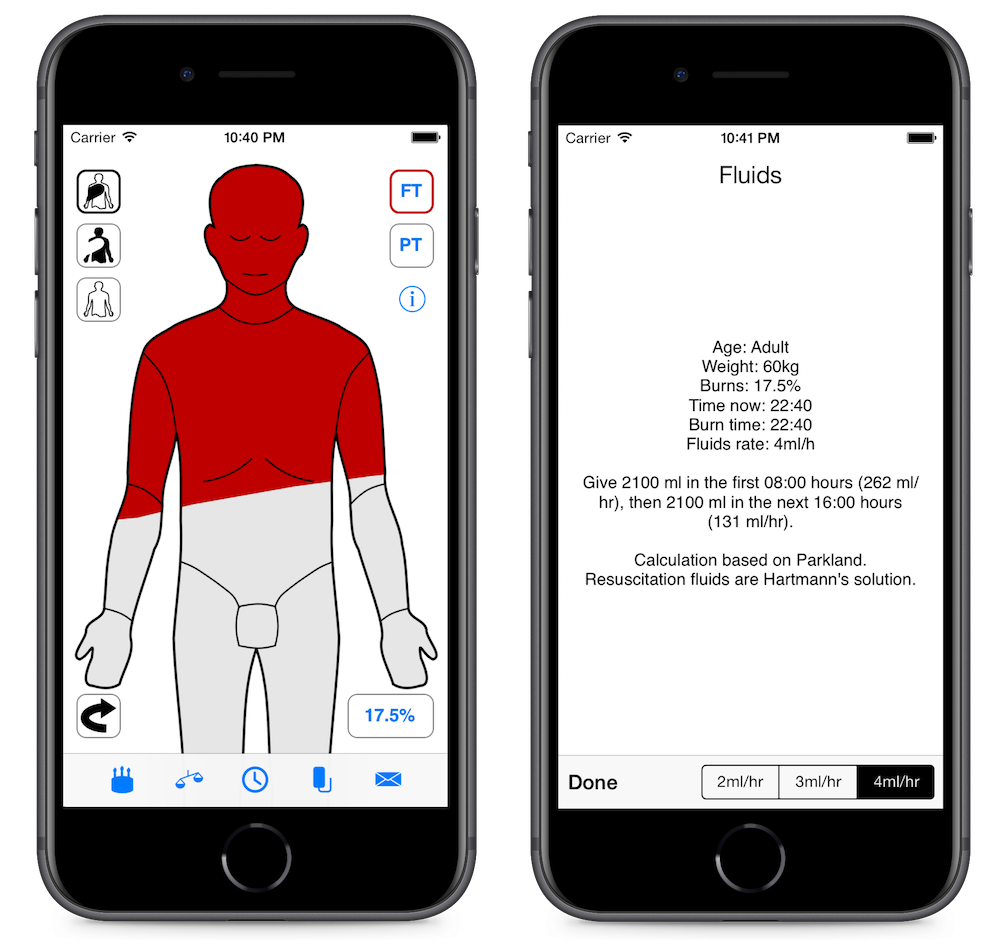 Carrier 10:40 PM
FT
PT
i
17.5%
Carrier 10:41 PM
Fluids
Age: Adult
Weight: 60kg
Burns: 17.5%
Time now: 22:40
Burn time: 22:40
Fluids rate: 4ml/h
Give 2100 ml in the first 08:00 hours (262 ml/
hr), then 2100 ml in the next 16:00 hours
(131 ml/hr).
Calculation based on Parkland.
Resuscitation fluids are Hartmann's solution.
Done 2ml/hr 3ml/hr 4ml/hr